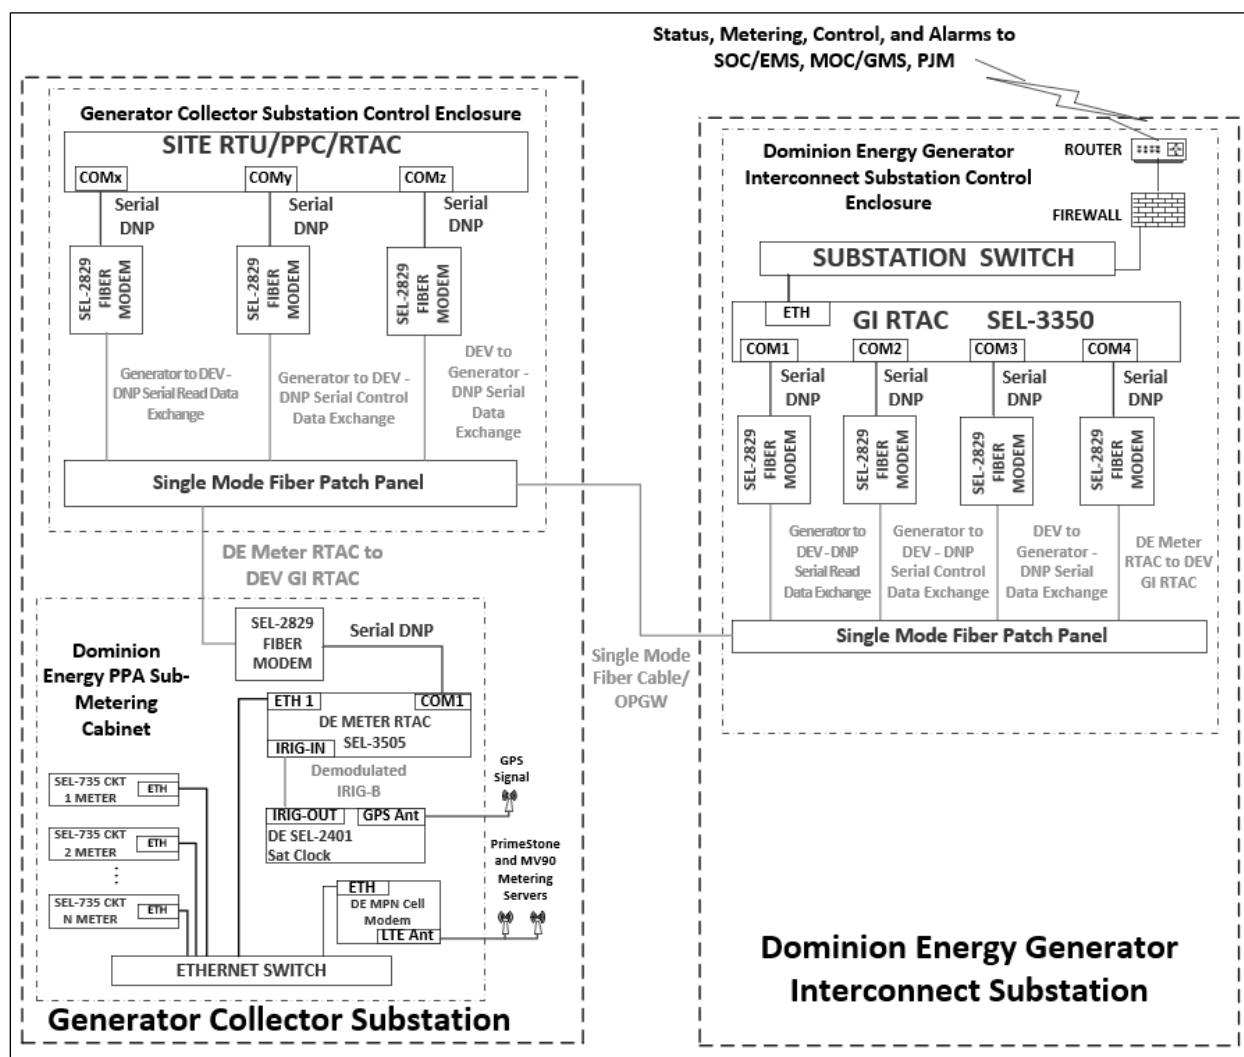 Status, Metering, Control, and Alarms to
SOC/EMS, MOC/GMS, PJM
Generator Collector Substation Control Enclosure
SITE RTU/PPC/RTAC
COMx
COMy
COMz
Serial
DNP
Serial
DNP
Serial
DNP
SEL-2829
FIBER
MODEM
SEL-2829
FIBER
MODEM
SEL-2829
FIBER
MODEM
Generator to DEV -
DNP Serial Read Data
Exchange
Generator to DEV -
DNP Serial Control
Data Exchange
DEV to
Generator -
DNP Serial
Data
Exchange
Single Mode Fiber Patch Panel
DE Meter RTAC to
DEV GI RTAC
Dominion
Energy PPA Sub-
Metering
Cabinet
SEL-2829
FIBER
MODEM
Serial DNP
ETH 1
COM1
DE METER RTAC
SEL-3505
IRIG-IN
Demodulated
IRIG-B
IRIG-OUT
GPS Ant
DE SEL-2401
Sat Clock
GPS
Signal
SEL-735 CKT
1 METER
ETH
SEL-735 CKT
2 METER
ETH
SEL-735 CKT
N METER
ETH
PrimeStone
and MV90
Metering
Servers
ETH
DE MPN Cell
Modem
LTE Ant
ETHERNET SWITCH
Generator Collector Substation
Single Mode
Fiber Cable/
OPGW
Dominion Energy Generator
Interconnect Substation Control
Enclosure
ROUTER
FIREWALL
SUBSTATION SWITCH
ETH
GI RTAC SEL-3350
COM1
COM2
COM3
COM4
Serial
DNP
Serial
DNP
Serial
DNP
Serial
DNP
SEL-2829
FIBER
MODEM
SEL-2829
FIBER
MODEM
SEL-2829
FIBER
MODEM
SEL-2829
FIBER
MODEM
Generator to
DEV - DNP
Serial Read
Data Exchange
Generator to
DEV - DNP
Serial Control
Data Exchange
DEV to
Generator -
DNP Serial
Data Exchange
DE Meter
RTAC to DEV
GI RTAC
Single Mode Fiber Patch Panel
Dominion Energy Generator
Interconnect Substation